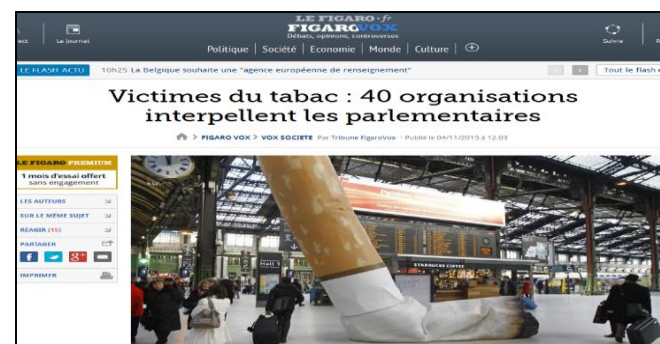 LE FIGARO·fr
FIGAROVOX
Débats, opinions, controverses
Le Journal
Suivre
Politique | Société | Economie | Monde | Culture |
LE FLASH ACTU 10h25 La Belgique souhaite une "agence européenne de renseignement"
Tout le flash
Victimes du tabac : 40 organisations
interpellent les parlementaires
> FIGARO VOX > VOX SOCIETE Par Tribune FigaroVox | Publié le 04/11/2015 à 12:03
LE FIGARO PREMIUM
1 mois d'essai offert
sans engagement
LES AUTEURS
SUR LE MÊME SUJET
RÉAGIR (15)
PARTAGER
IMPRIMER
Hall 1
STARBUCKS COFFEE